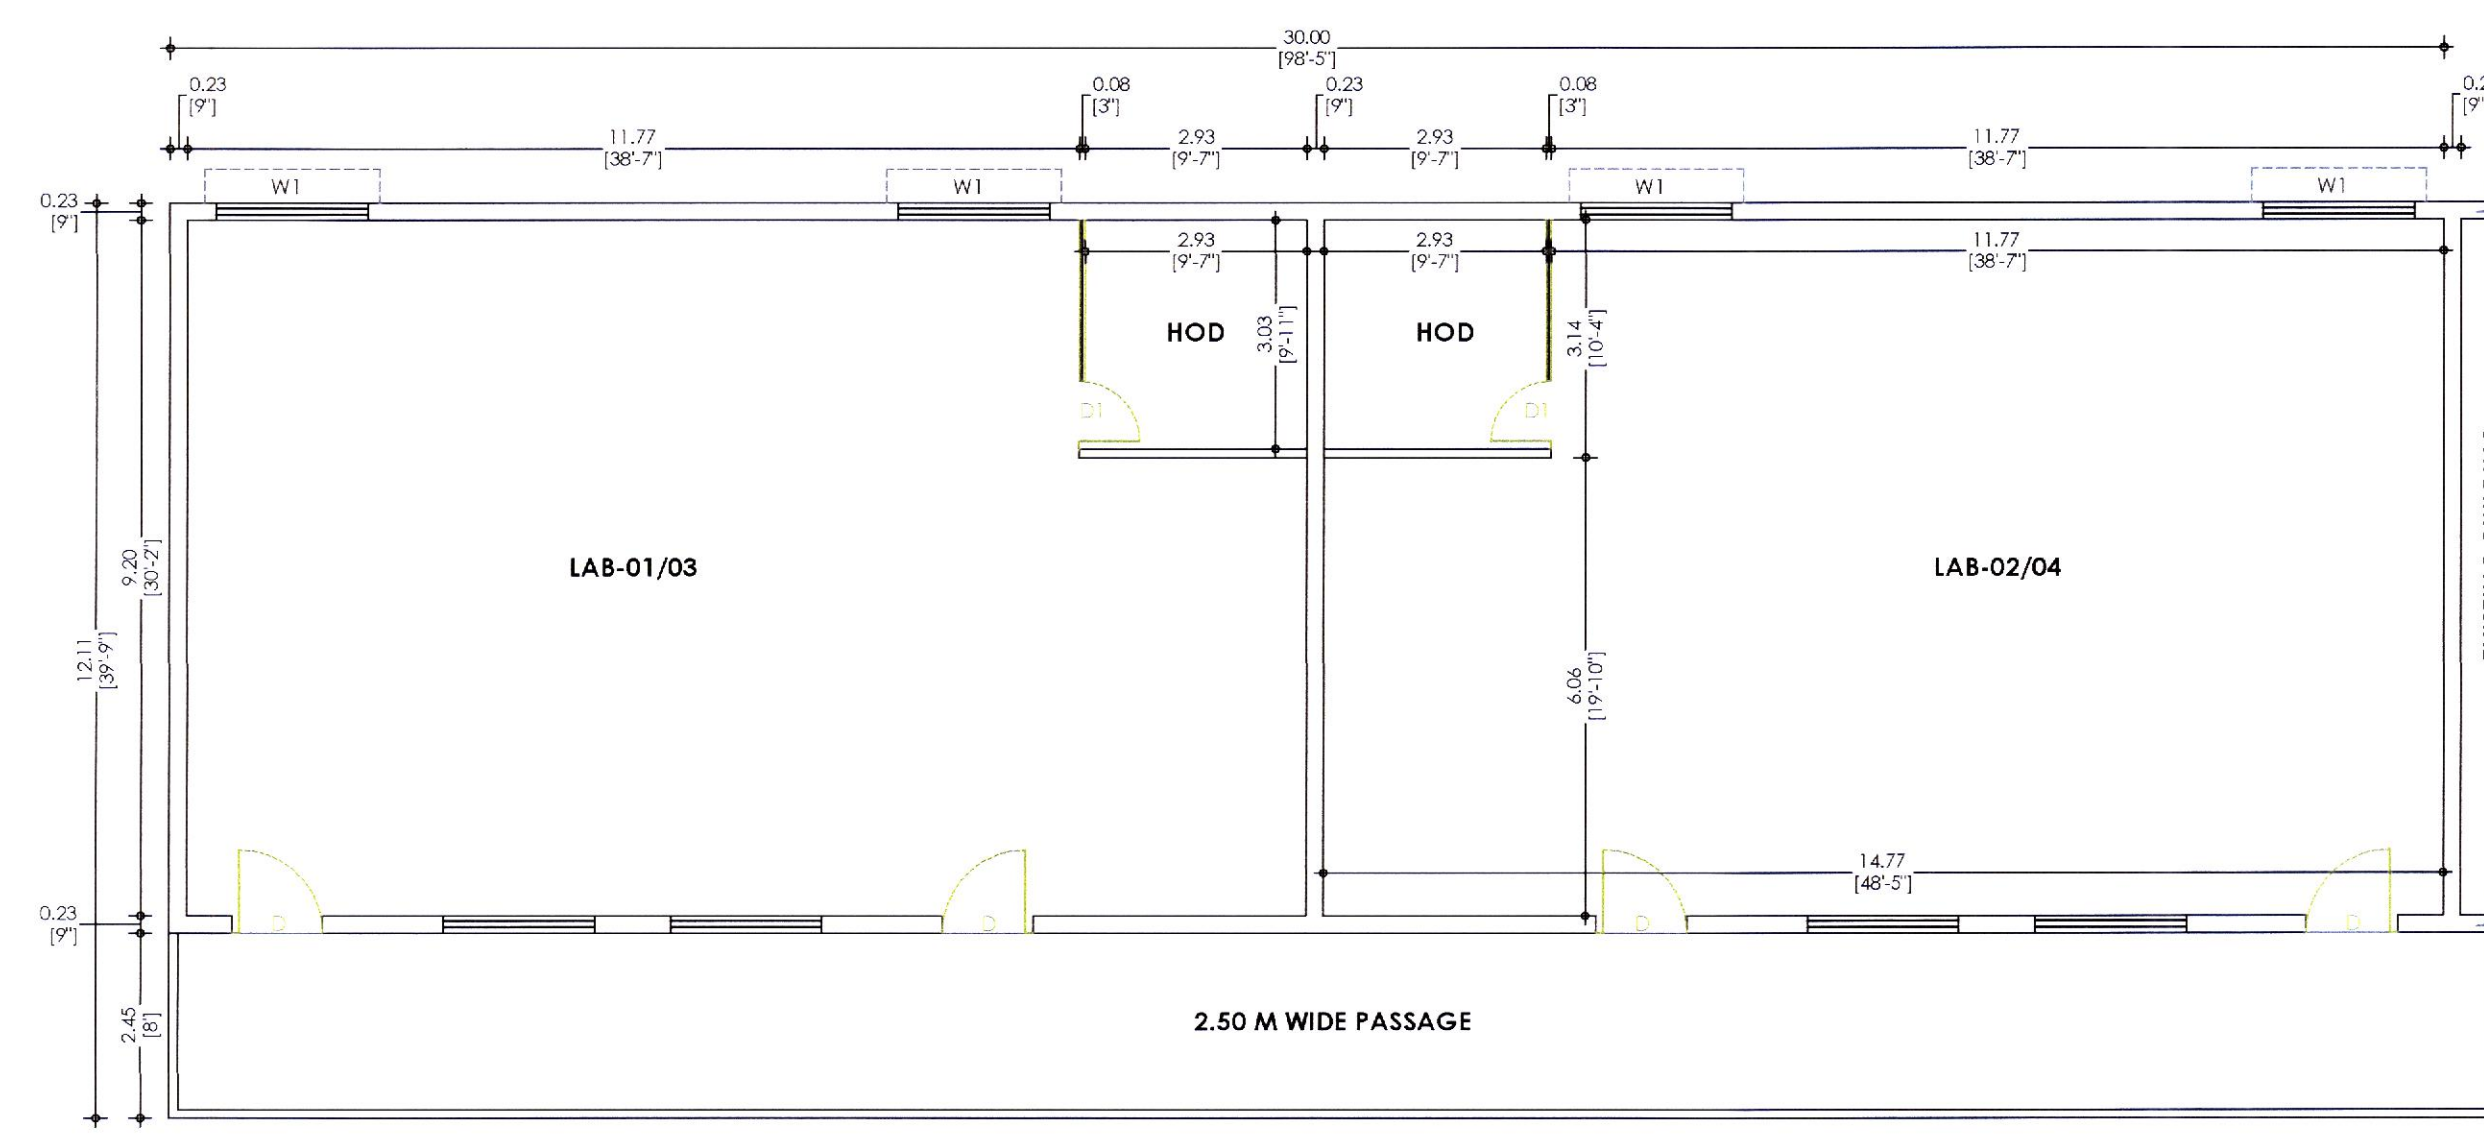 30.00
[98'-5"]
0.23
[9"]
0.08
[3"]
0.23
[9"]
0.08
[3"]
11.77
[38'-7"]
2.93
[9'-7"]
2.93
[9'-7"]
11.77
[38'-7"]
W1
W1
W1
W1
0.23
[9"]
2.93
[9'-7"]
2.93
[9'-7"]
11.77
[38'-7"]
HOD
3.03
[9'-11"]
HOD
3.14
[10'-4"]
D1
D1
9.20
[30'-2"]
LAB-01/03
LAB-02/04
12.11
[39'-9"]
6.06
[19'-10"]
14.77
[48'-5"]
0.23
[9"]
D
D
D
D
2.45
[8']
2.50 M WIDE PASSAGE